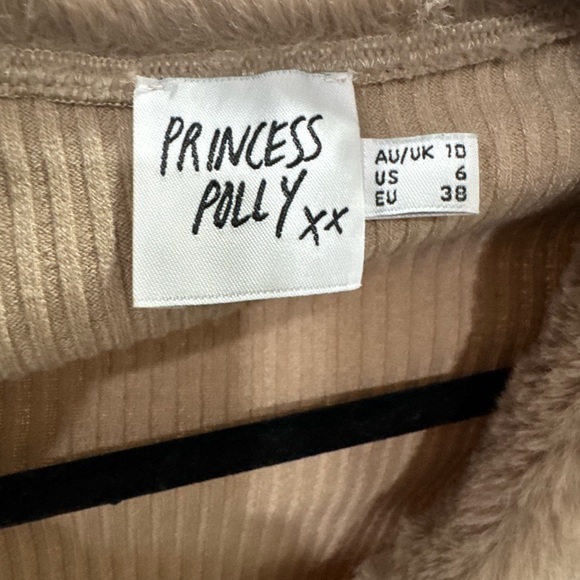 PRINCESS
POLLY xx
AU/UK 10
US 6
EU 38